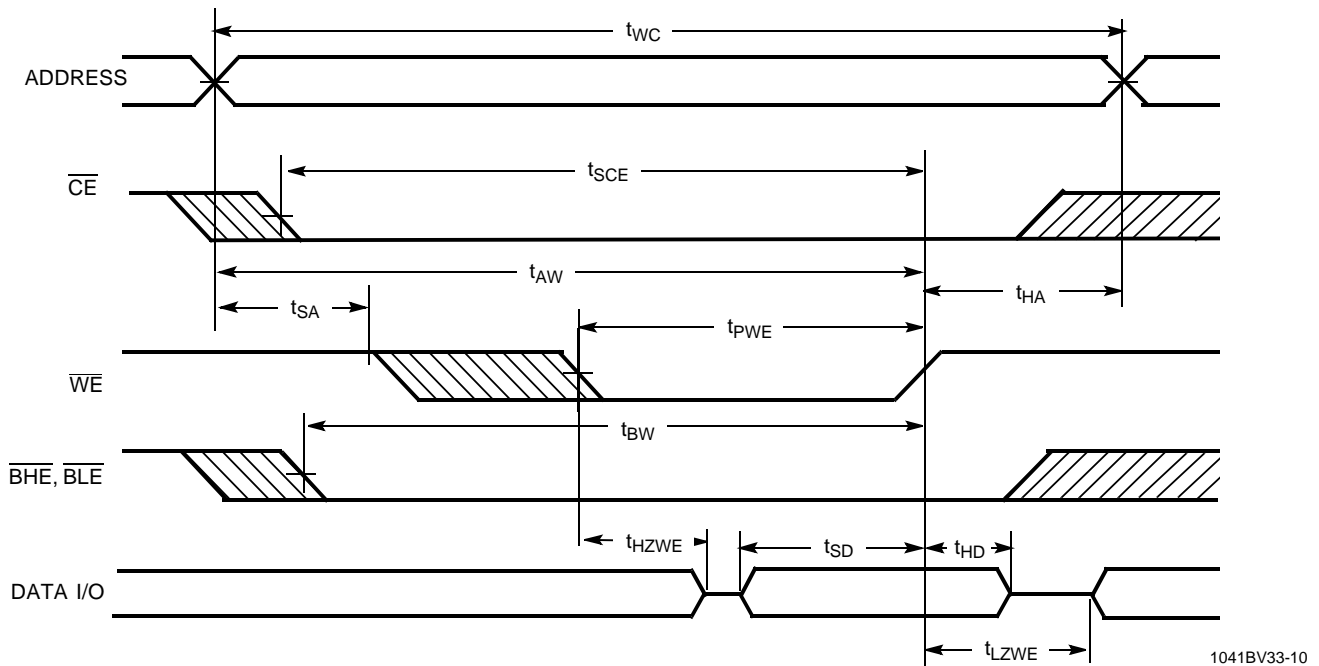 tWC
ADDRESS
tSCE
CE
tAW
tSA
tHA
tPWE
WE
tBW
BHE, BLE
tHZWE
tSD
tHD
DATA I/O
tLZWE
1041BV33-10